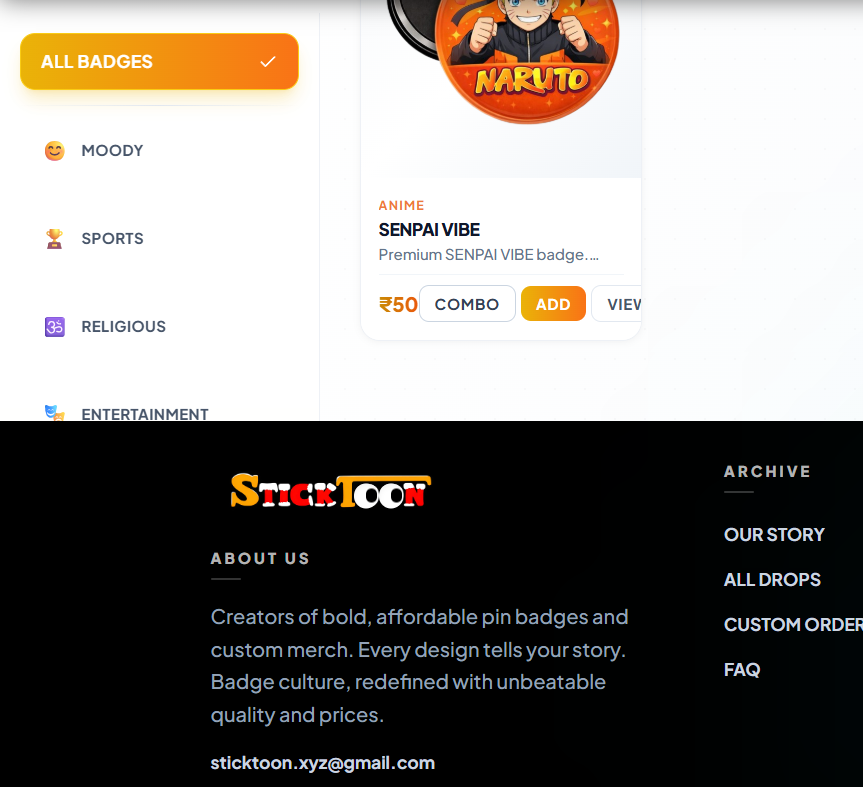 ALL BADGES
MOODY
SPORTS
RELIGIOUS
ENTERTAINMENT
NARUTO
ANIME
SENPAI VIBE
Premium SENPAI VIBE badge....
₹50 COMBO ADD VIEW
STICKTOON
ABOUT US
Creators of bold, affordable pin badges and
custom merch. Every design tells your story.
Badge culture, redefined with unbeatable
quality and prices.
sticktoon.xyz@gmail.com
ARCHIVE
OUR STORY
ALL DROPS
CUSTOM ORDER
FAQ